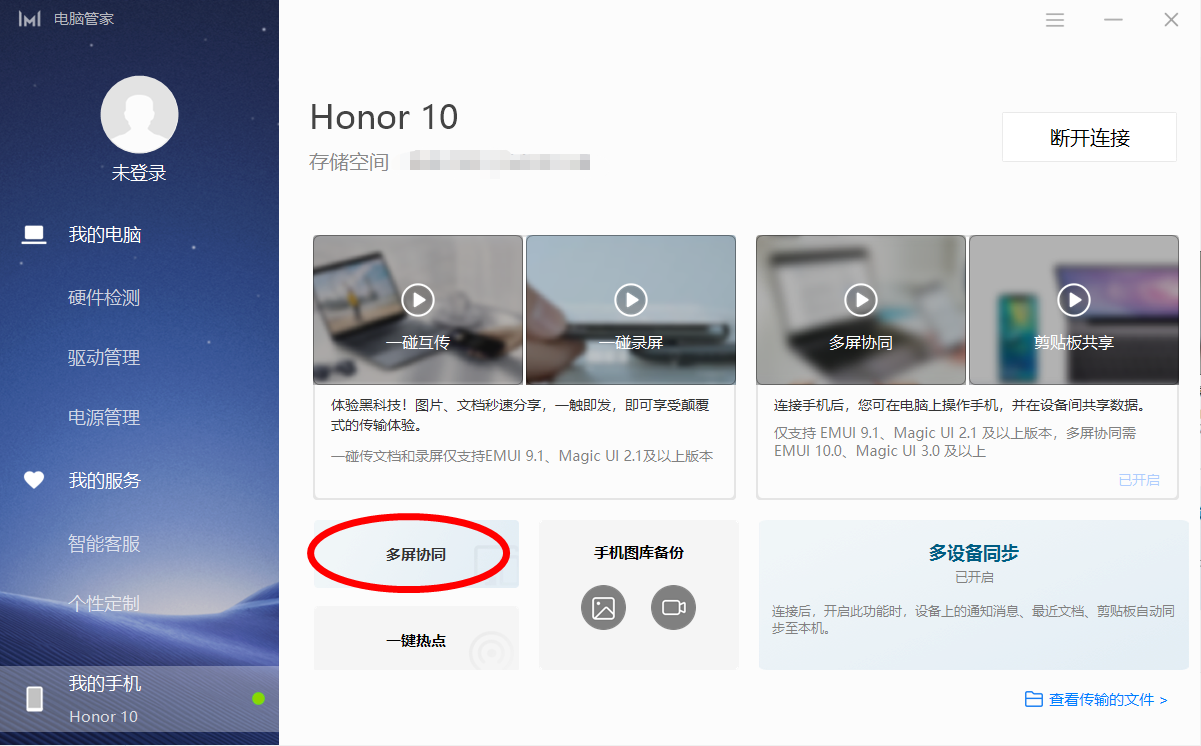 电脑管家
未登录
我的电脑
硬件检测
驱动管理
电源管理
我的服务
智能客服
个性定制
我的手机
Honor 10
Honor 10
存储空间
断开连接
一碰互传
一碰录屏
体验黑科技！图片、文档秒速分享，一触即发，即可享受颠覆
式的传输体验。
一碰传文档和录屏仅支持EMUI 9.1、Magic UI 2.1及以上版本
多屏协同
剪贴板共享
连接手机后，您可在电脑上操作手机，并在设备间共享数据。
仅支持 EMUI 9.1、Magic UI 2.1 及以上版本，多屏协同需
EMUI 10.0、Magic UI 3.0 及以上
已开启
多屏协同
一键热点
手机图库备份
多设备同步
已开启
连接后，开启此功能时，设备上的通知消息、最近文档、剪贴板自动同
步至本机。
查看传输的文件 >